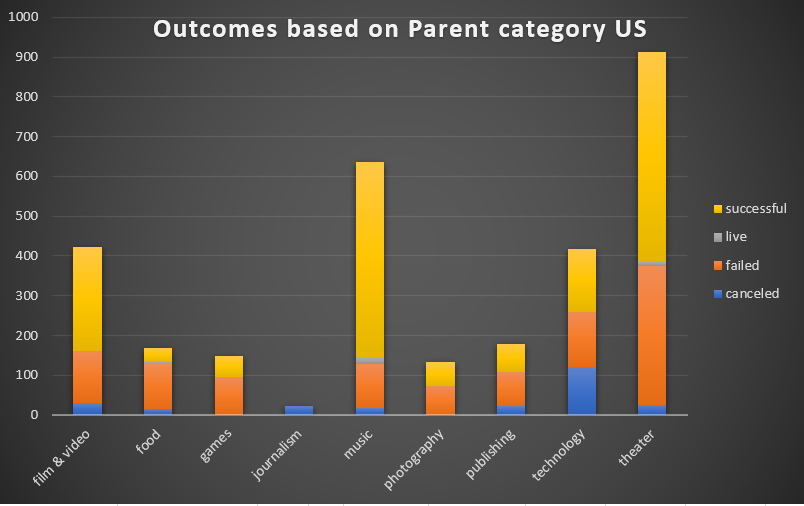 Outcomes based on Parent category US
1000
900
800
700
600
500
400
300
200
100
0
film & video
food
games
journalism
music
photography
publishing
technology
theater
successful
live
failed
canceled